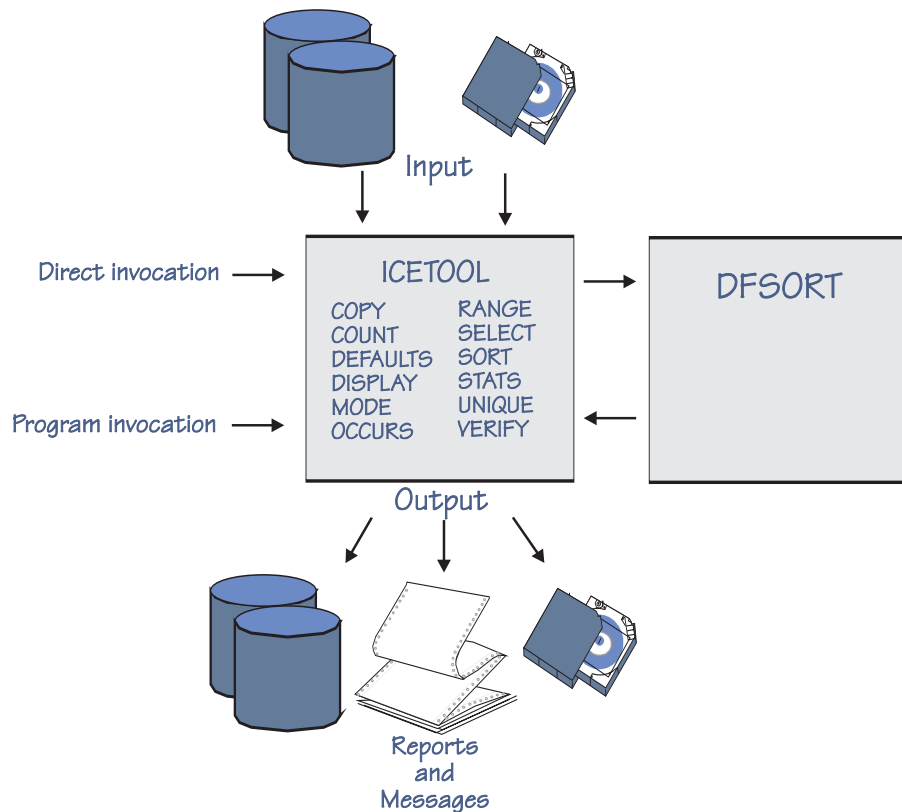 Input
Direct invocation
Program invocation
ICETOOL
COPY
COUNT
DEFAULTS
DISPLAY
MODE
OCCURS
RANGE
SELECT
SORT
STATS
UNIQUE
VERIFY
DFSORT
Output
Reports
and
Messages